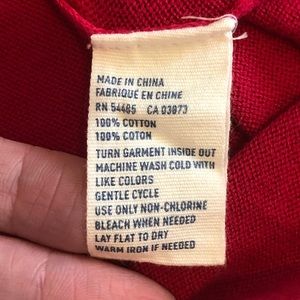 MADE IN CHINA
FABRIQUÉ EN CHINE
RN 54485 CA 03873
100% COTTON
100% COTON
TURN GARMENT INSIDE OUT
MACHINE WASH COLD WITH
LIKE COLORS
GENTLE CYCLE
USE ONLY NON-CHLORINE
BLEACH WHEN NEEDED
LAY FLAT TO DRY
WARM IRON IF NEEDED